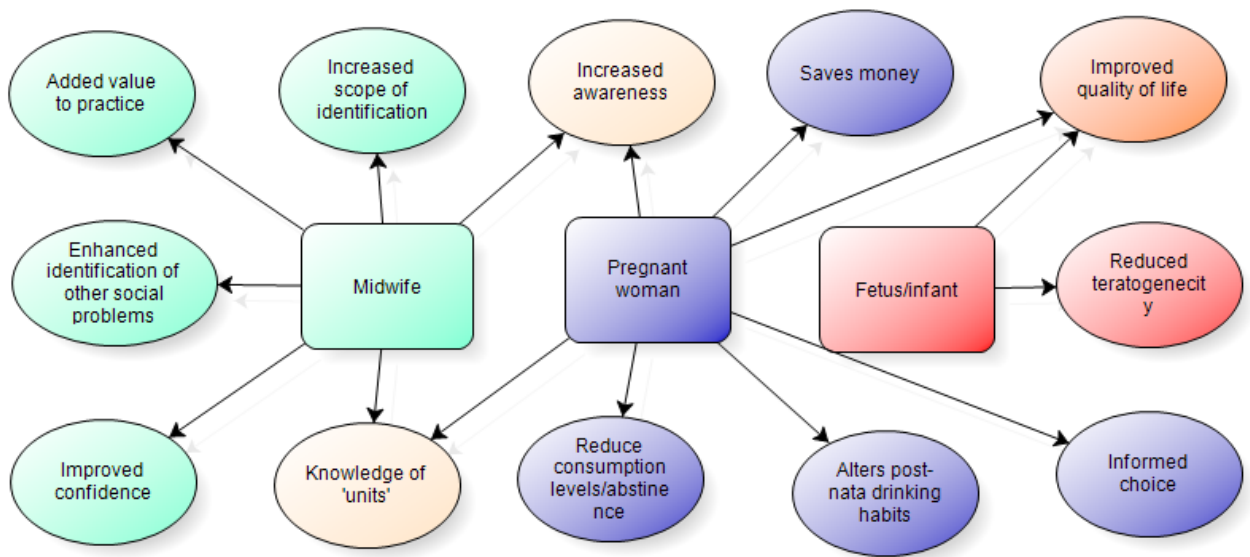 Added value
to practice
Increased
scope of
identification
Increased
awareness
Saves money
Improved
quality of life
Enhanced
identification of
other social
problems
Midwife
Pregnant
woman
Fetus/infant
Reduced
teratogenecit
y
Improved
confidence
Knowledge of
'units'
Reduce
consumption
levels/abstine
nce
Alters post-
nata drinking
habits
Informed
choice